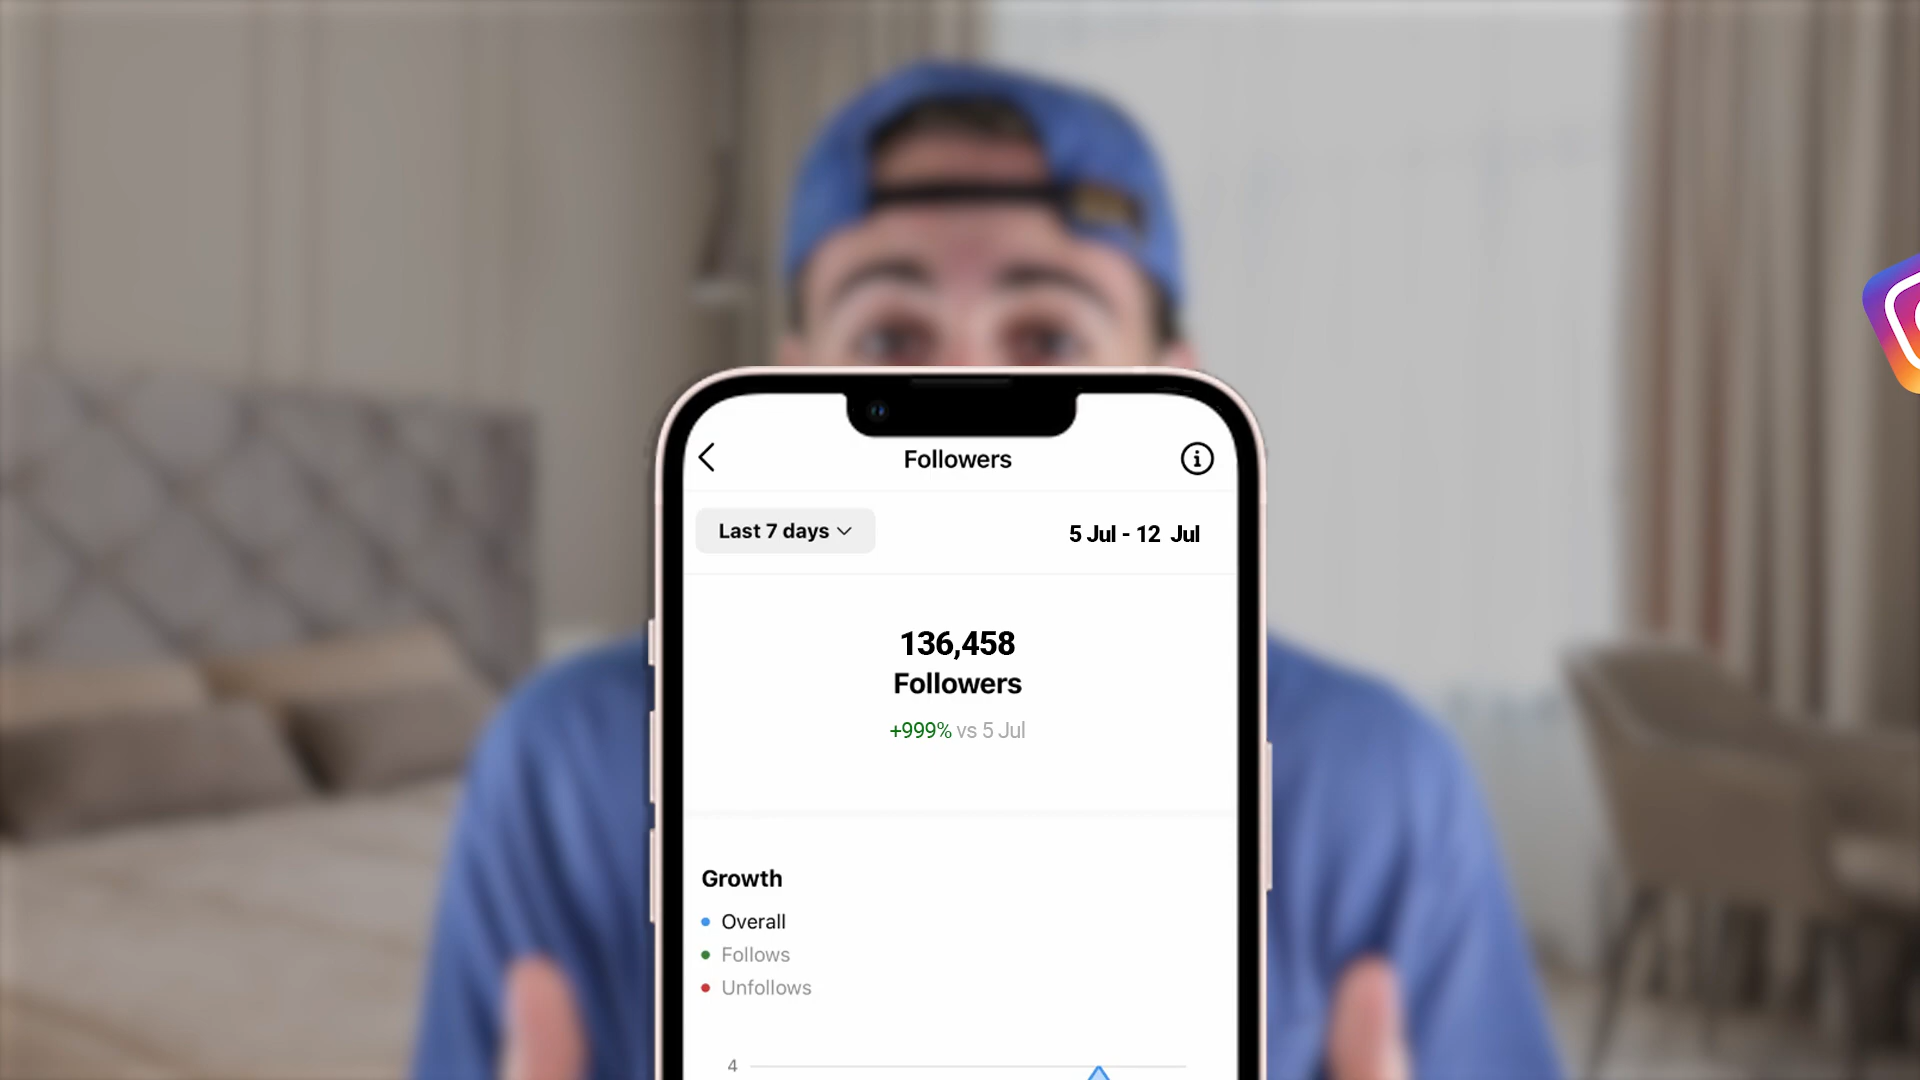 Followers
Last 7 days
5 Jul - 12 Jul
136,458
Followers
+999% vs 5 Jul
Growth
Overall
Follows
Unfollows
4